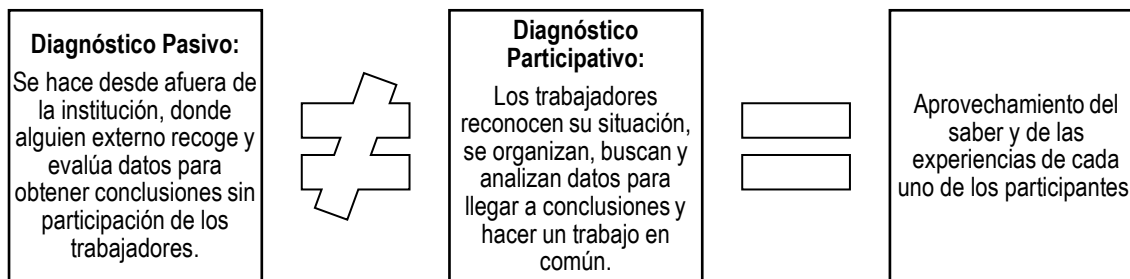 Diagnóstico Pasivo:
Se hace desde afuera de
la institución, donde
alguien externo recoge y
evalúa datos para
obtener conclusiones sin
participación de los
trabajadores.
Diagnóstico
Participativo:
Los trabajadores
reconocen su situación,
se organizan, buscan y
analizan datos para
llegar a conclusiones y
hacer un trabajo en
común.
Aprovechamiento del
saber y de las
experiencias de cada
uno de los participantes